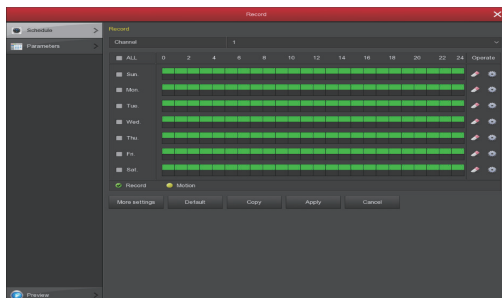 Record
Schedule >
Parameters >
Record
Channel 1
ALL 0 2 4 6 8 10 12 14 16 18 20 22 24 Operate
Sun.
Mon.
Tue.
Wed.
Thu.
Fri.
Sat.
Record Motion
More settings Default Copy Apply Cancel
Preview >